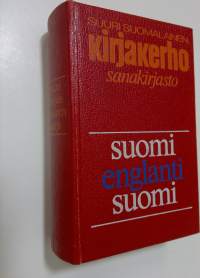 SUURI SUOMALAINEN
kirjakerho
sanakirjasto
suomi
englanti
suomi